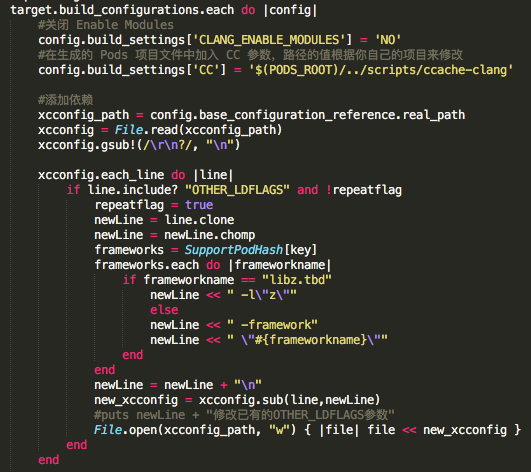 target.build_configurations.each do |config|
#关闭 Enable Modules
config.build_settings['CLANG_ENABLE_MODULES'] = 'NO'
#在生成的 Pods 项目文件中加入 CC 参数，路径的值根据你自己的项目来修改
config.build_settings['CC'] = '$(PODS_ROOT)/../scripts/ccache-clang'
#添加依赖
xcconfig_path = config.base_configuration_reference.real_path
xcconfig = File.read(xcconfig_path)
xcconfig.gsub!(/\r\n?/, "\n")
xcconfig.each_line do |line|
if line.include? "OTHER_LDFLAGS" and !repeatflag
repeatflag = true
newLine = line.clone
newLine = newLine.chomp
frameworks = SupportPodHash[key]
frameworks.each do |frameworkname|
if frameworkname == "libz.tbd"
newLine << " -l\"z\""
else
newLine << " -framework"
newLine << " \"#{frameworkname}\""
end
end
newLine = newLine + "\n"
new_xcconfig = xcconfig.sub(line,newLine)
#puts newLine + "修改已有的OTHER_LDFLAGS参数"
File.open(xcconfig_path, "w") { |file| file << new_xcconfig }
end
end